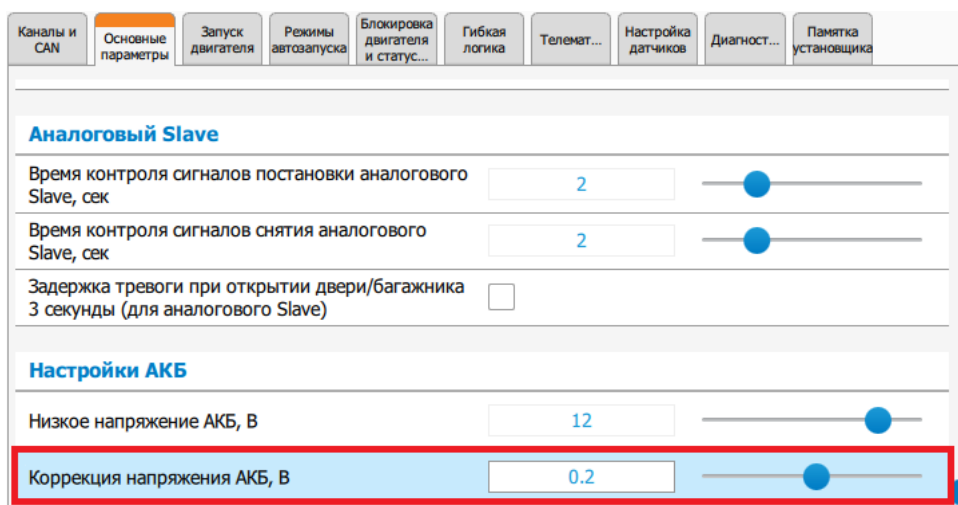 Каналы и CAN
Основные параметры
Запуск двигателя
Режимы автозапуска
Блокировка двигателя и статус...
Гибкая логика
Телемат...
Настройка датчиков
Диагност...
Памятка установщика
Аналоговый Slave
Время контроля сигналов постановки аналогового
Slave, сек
2
Время контроля сигналов снятия аналогового
Slave, сек
2
Задержка тревоги при открытии двери/багажника
3 секунды (для аналогового Slave)
Настройки АКБ
Низкое напряжение АКБ, В
12
Коррекция напряжения АКБ, В
0.2